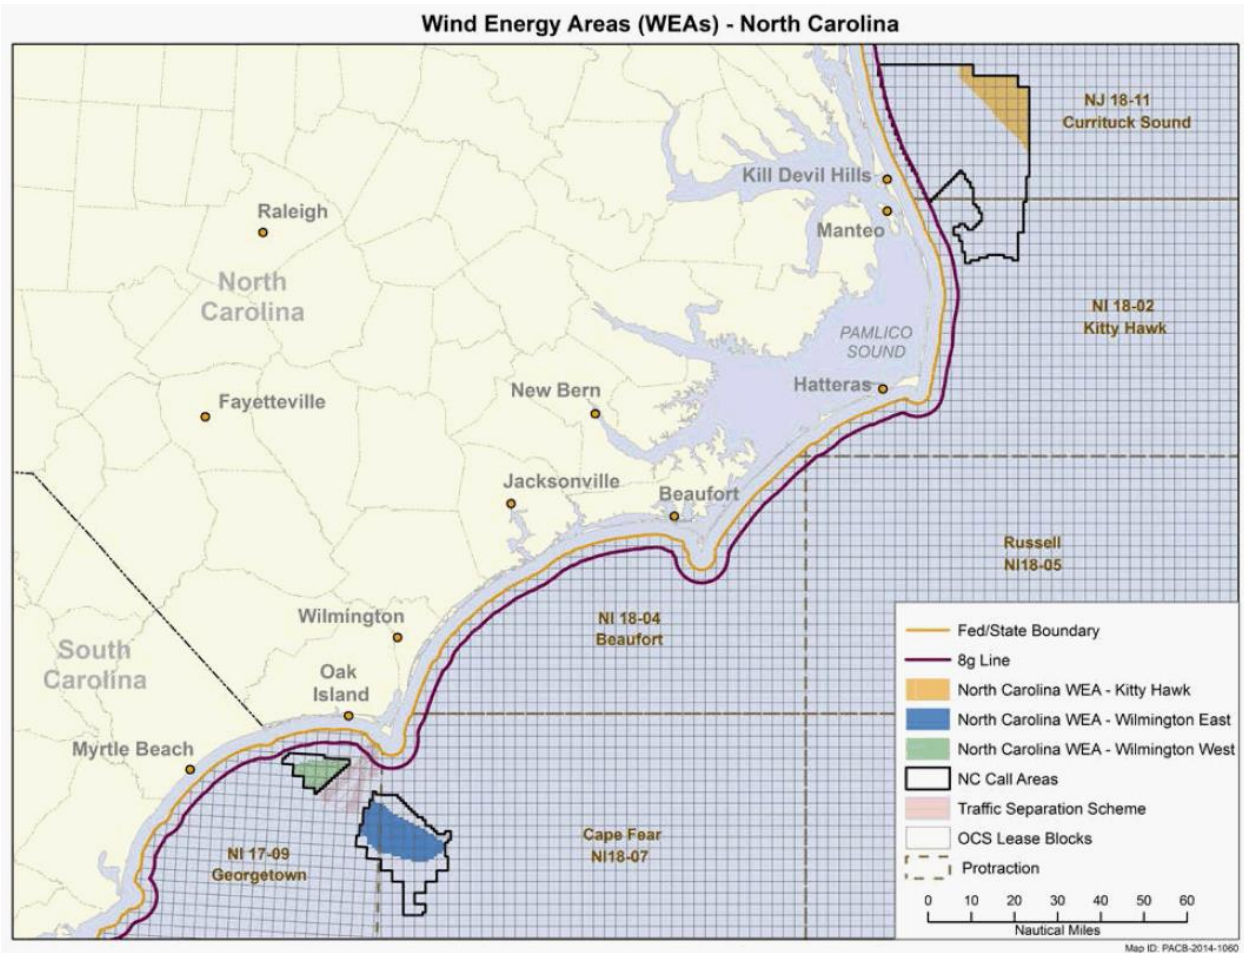 Wind Energy Areas (WEAs) - North Carolina
NJ 18-11
Currituck Sound
Kill Devil Hills
Raleigh
Manteo
North
Carolina
NI 18-02
Kitty Hawk
PAMLICO
SOUND
Hatteras
New Bern
Fayetteville
Jacksonville
Beaufort
Russell
NI18-05
Wilmington
NI 18-04
Beaufort
South
Carolina
Oak
Island
Myrtle Beach
Cape Fear
NI18-07
NI 17-09
Georgetown
Fed/State Boundary
8g Line
North Carolina WEA - Kitty Hawk
North Carolina WEA - Wilmington East
North Carolina WEA - Wilmington West
NC Call Areas
Traffic Separation Scheme
OCS Lease Blocks
Protraction
0 10 20 30 40 50 60
Nautical Miles
Map ID: PACB-2014-1060